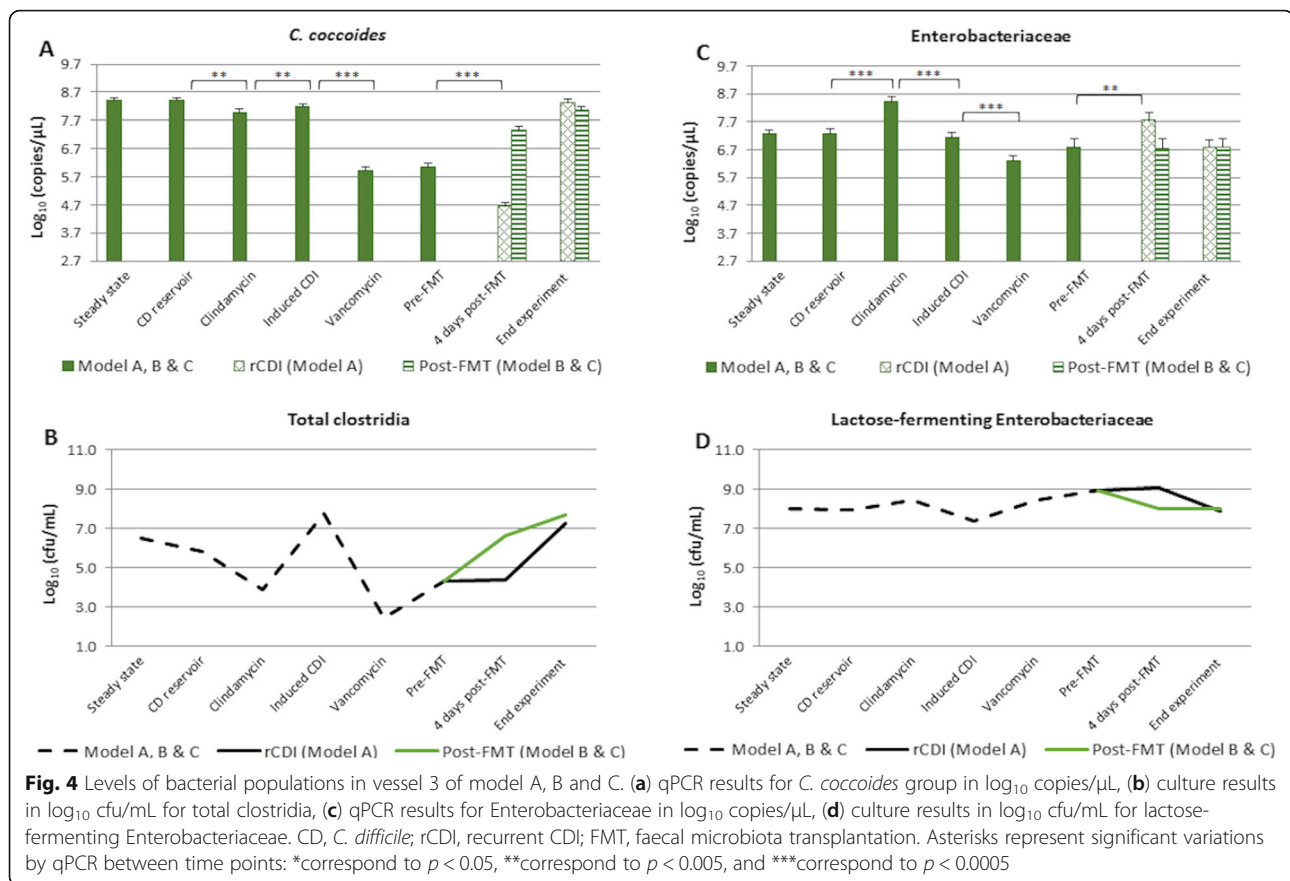 A
C. coccoides
9.7
8.7
7.7
6.7
5.7
4.7
3.7
2.7
Log10 (copies/µL)
** ** *** ***
Steady state
CD reservoir
Clindamycin
Induced CDI
Vancomycin
Pre-FMT
4 days post-FMT
End experiment
Model A, B & C rCDI (Model A) Post-FMT (Model B & C)
C
Enterobacteriaceae
9.7
8.7
7.7
6.7
5.7
4.7
3.7
2.7
Log10 (copies/µL)
*** *** *** **
Steady state
CD reservoir
Clindamycin
Induced CDI
Vancomycin
Pre-FMT
4 days post-FMT
End experiment
Model A, B & C rCDI (Model A) Post-FMT (Model B & C)
B
Total clostridia
11.0
9.0
7.0
5.0
3.0
1.0
Log10 (cfu/mL)
Steady state
CD reservoir
Clindamycin
Induced CDI
Vancomycin
Pre-FMT
4 days post-FMT
End experiment
Model A, B & C rCDI (Model A) Post-FMT (Model B & C)
D
Lactose-fermenting Enterobacteriaceae
11.0
9.0
7.0
5.0
3.0
1.0
Log10 (cfu/mL)
Steady state
CD reservoir
Clindamycin
Induced CDI
Vancomycin
Pre-FMT
4 days post-FMT
End experiment
Model A, B & C rCDI (Model A) Post-FMT (Model B & C)
Fig. 4 Levels of bacterial populations in vessel 3 of model A, B and C. (a) qPCR results for C. coccoides group in log10 copies/µL, (b) culture results
in log10 cfu/mL for total clostridia, (c) qPCR results for Enterobacteriaceae in log10 copies/µL, (d) culture results in log10 cfu/mL for lactose-
fermenting Enterobacteriaceae. CD, C. difficile; rCDI, recurrent CDI; FMT, faecal microbiota transplantation. Asterisks represent significant variations
by qPCR between time points: *correspond to p < 0.05, **correspond to p < 0.005, and ***correspond to p < 0.0005